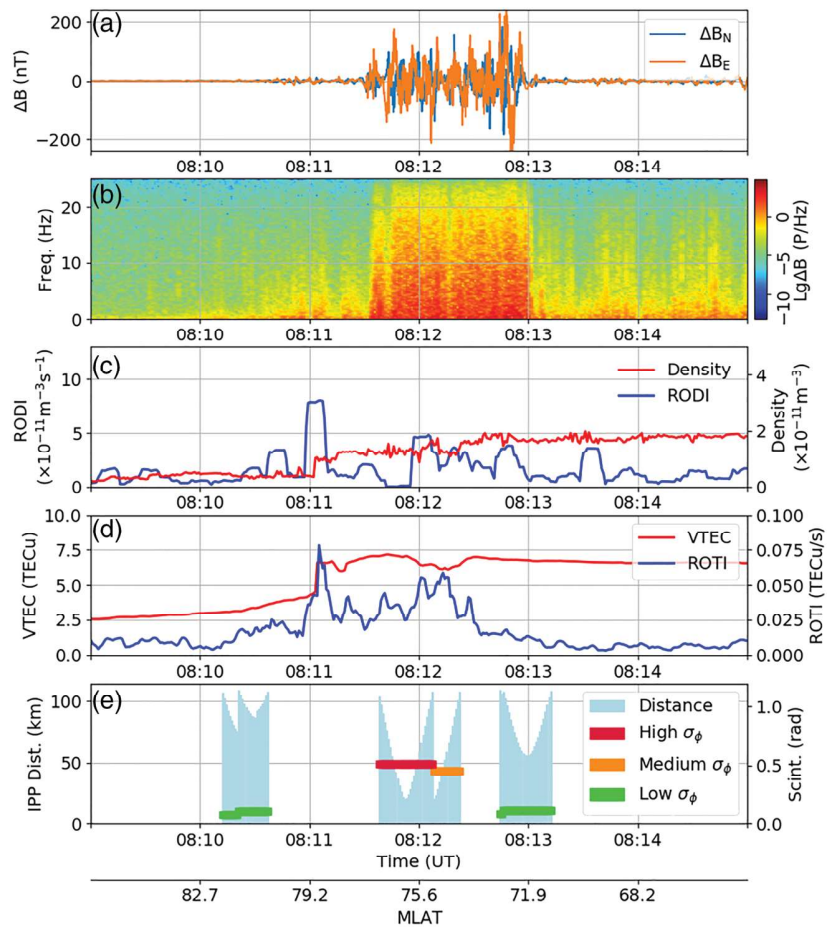 (a)
200
0
−200
ΔB (nT)
ΔB_N
ΔB_E
08:10 08:11 08:12 08:13 08:14
(b)
20
10
0
Freq. (Hz)
0
−5
−10
LgΔB (P/Hz)
08:10 08:11 08:12 08:13 08:14
(c)
10
5
0
RODI
(×10⁻¹¹m⁻³s⁻¹)
Density
RODI
4
2
0
Density
(×10⁻¹¹m⁻³)
08:10 08:11 08:12 08:13 08:14
(d)
10.0
7.5
5.0
2.5
0.0
VTEC (TECu)
VTEC
ROTI
0.100
0.075
0.050
0.025
0.000
ROTI (TECu/s)
08:10 08:11 08:12 08:13 08:14
(e)
100
50
0
IPP Dist. (km)
Distance
High σ_ϕ
Medium σ_ϕ
Low σ_ϕ
1.0
0.5
0.0
Scint. (rad)
08:10 08:11 08:12 08:13 08:14
Time (UT)
82.7 79.2 75.6 71.9 68.2
MLAT